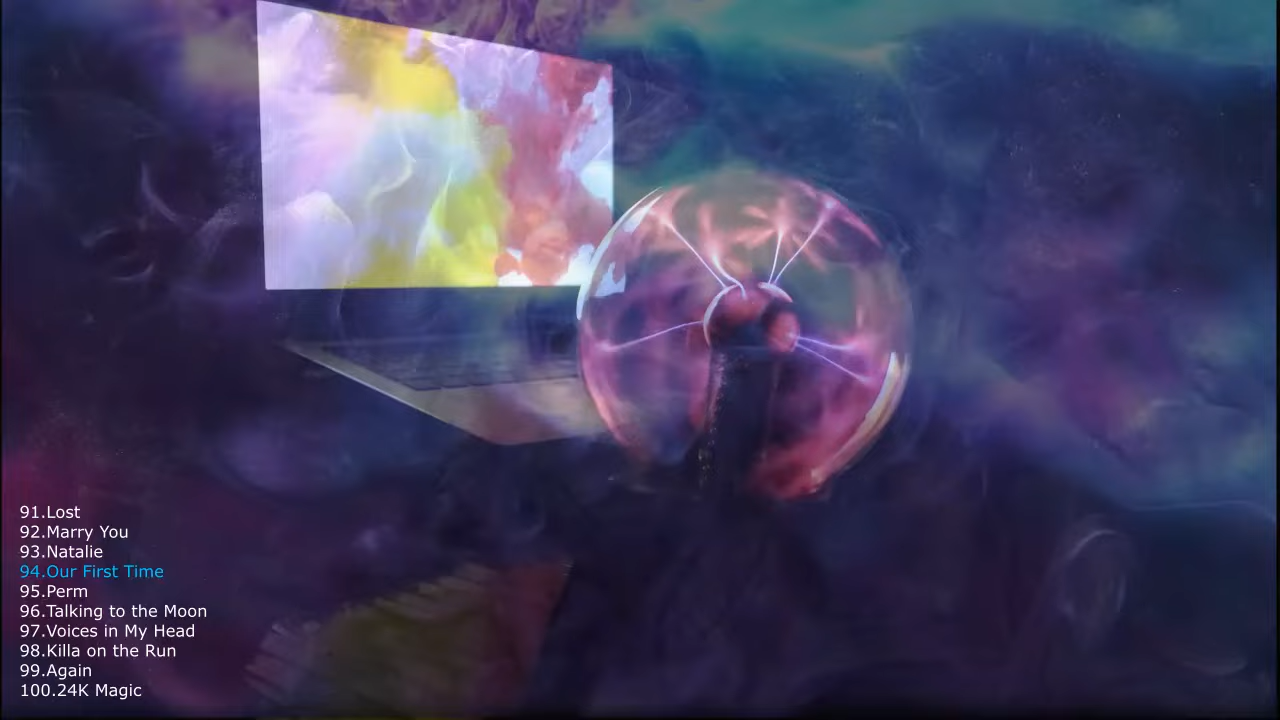 91.Lost
92.Marry You
93.Natalie
94.Our First Time
95.Perm
96.Talking to the Moon
97.Voices in My Head
98.Killa on the Run
99.Again
100.24K Magic